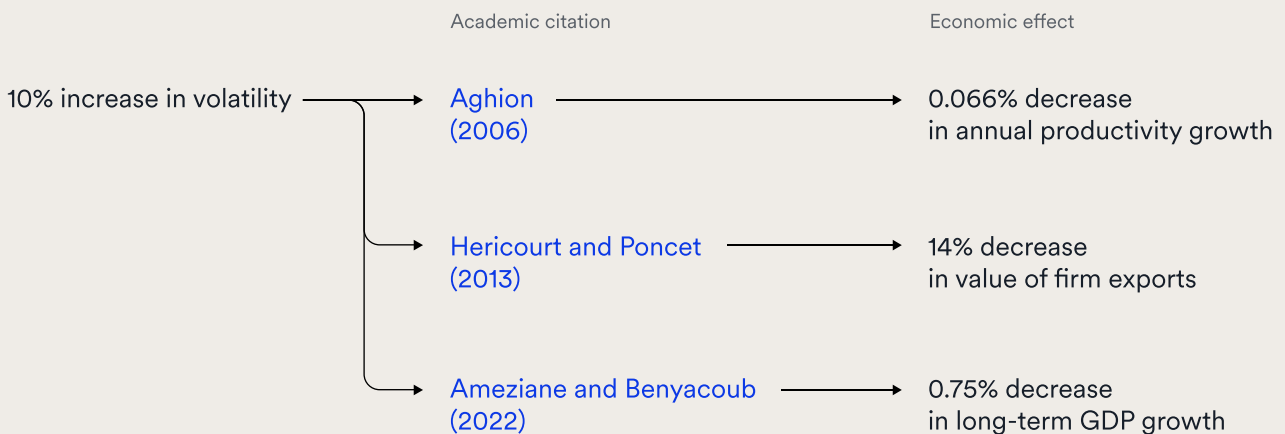 Academic citation
Economic effect
10% increase in volatility
Aghion
(2006)
0.066% decrease
in annual productivity growth
Hericourt and Poncet
(2013)
14% decrease
in value of firm exports
Ameziane and Benyacoub
(2022)
0.75% decrease
in long-term GDP growth